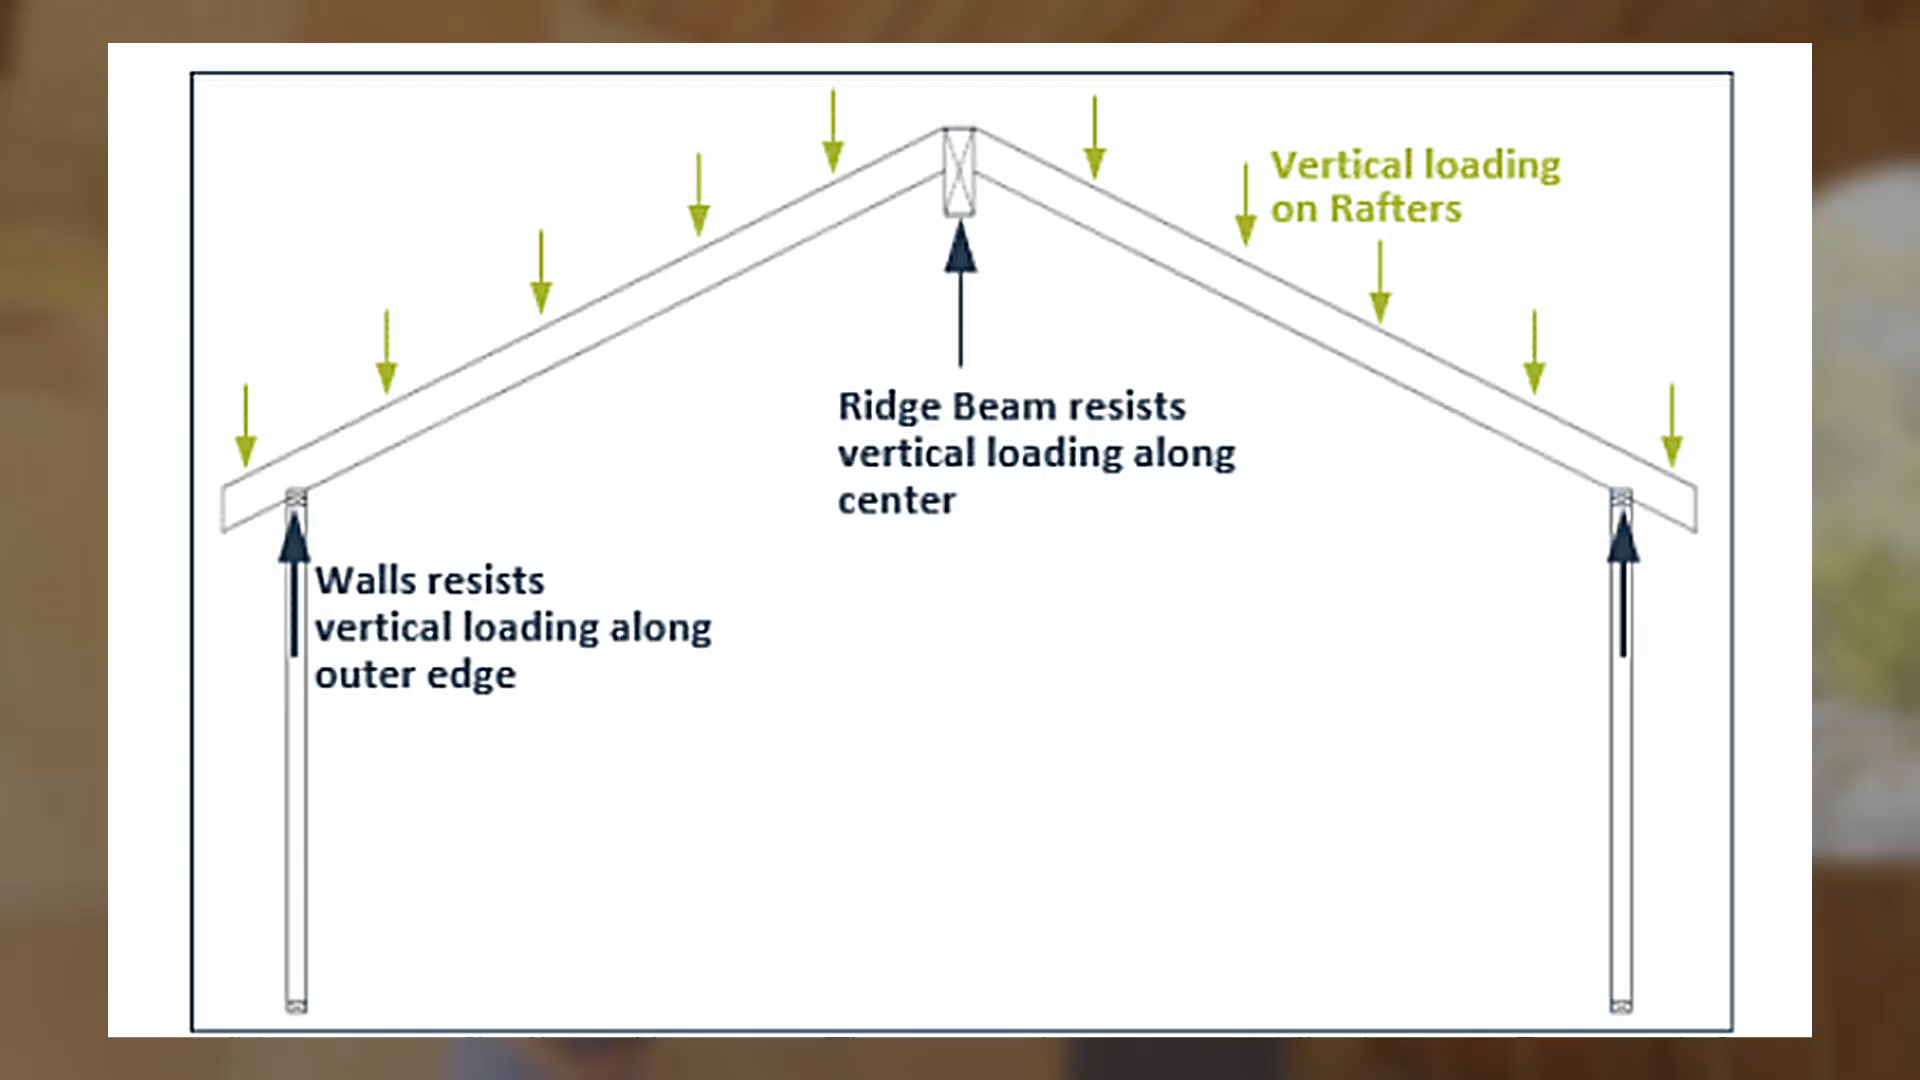 Vertical loading
on Rafters
Ridge Beam resists
vertical loading along
center
Walls resists
vertical loading along
outer edge